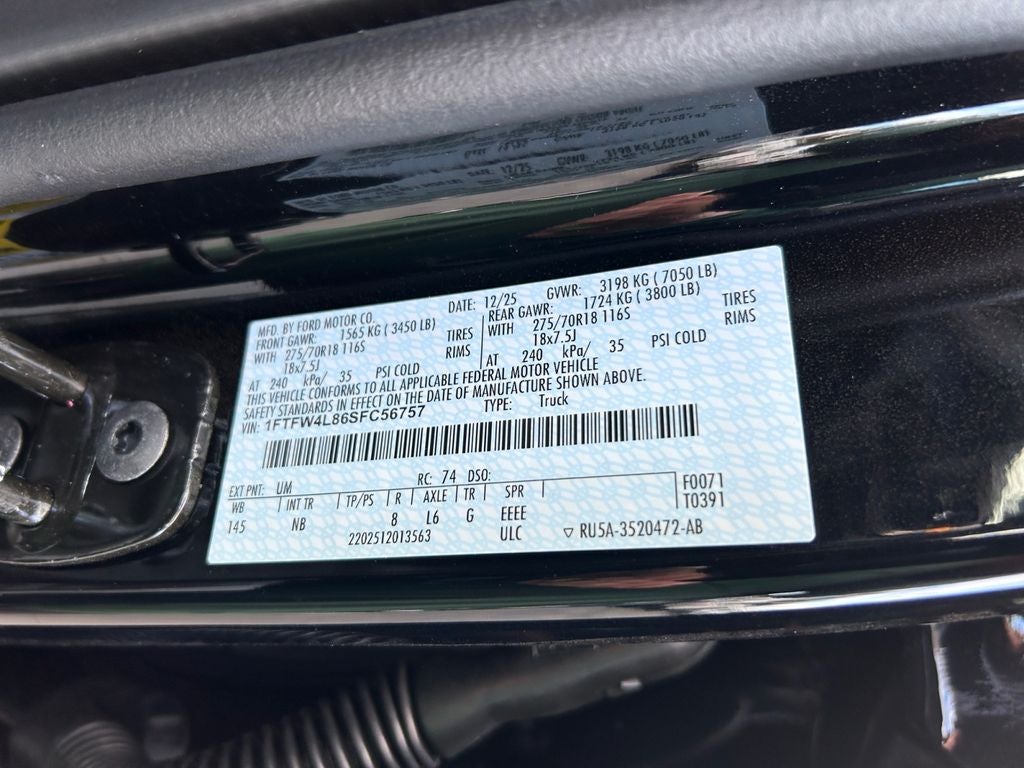 MFD. BY FORD MOTOR CO. DATE: 12/25 GVWR: 3198 KG ( 7050 LB)
FRONT GAWR: 1565 KG ( 3450 LB) REAR GAWR: 1724 KG ( 3800 LB)
WITH 275/70R18 116S TIRES WITH 275/70R18 116S TIRES
18x7.5J RIMS 18x7.5J RIMS
AT 240 kPa/ 35 PSI COLD AT 240 kPa/ 35 PSI COLD
THIS VEHICLE CONFORMS TO ALL APPLICABLE FEDERAL MOTOR VEHICLE
SAFETY STANDARDS IN EFFECT ON THE DATE OF MANUFACTURE SHOWN ABOVE.
VIN: 1FTFW4L86SFC56757 TYPE: Truck
EXT PNT: UM RC: 74 DSO: F0071
WB INT TR TP/PS R AXLE TR SPR T0391
145 NB 8 L6 G EEEE
2202512013563 ULC ▽ RU5A-3520472-AB